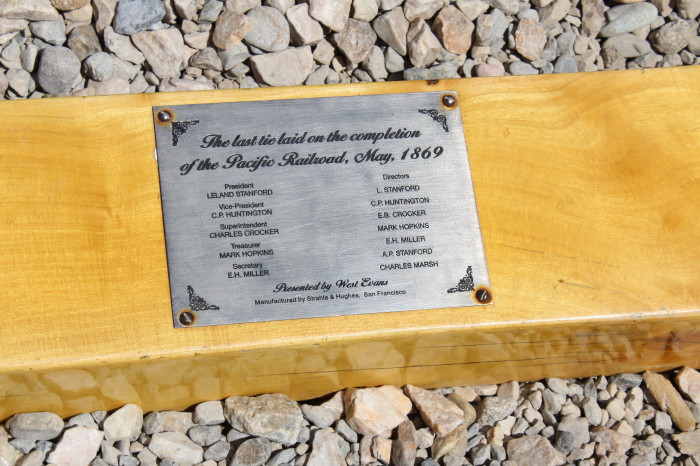 The last tie laid on the completion
of the Pacific Railroad, May, 1869
President
LELAND STANFORD
Vice-President
C.P. HUNTINGTON
Superintendent
CHARLES CROCKER
Treasurer
MARK HOPKINS
Secretary
E.H. MILLER
Directors
L. STANFORD
C.P. HUNTINGTON
E.B. CROCKER
MARK HOPKINS
E.H. MILLER
A.P. STANFORD
CHARLES MARSH
Presented by West Evans
Manufactured by Strahle & Hughes, San Francisco